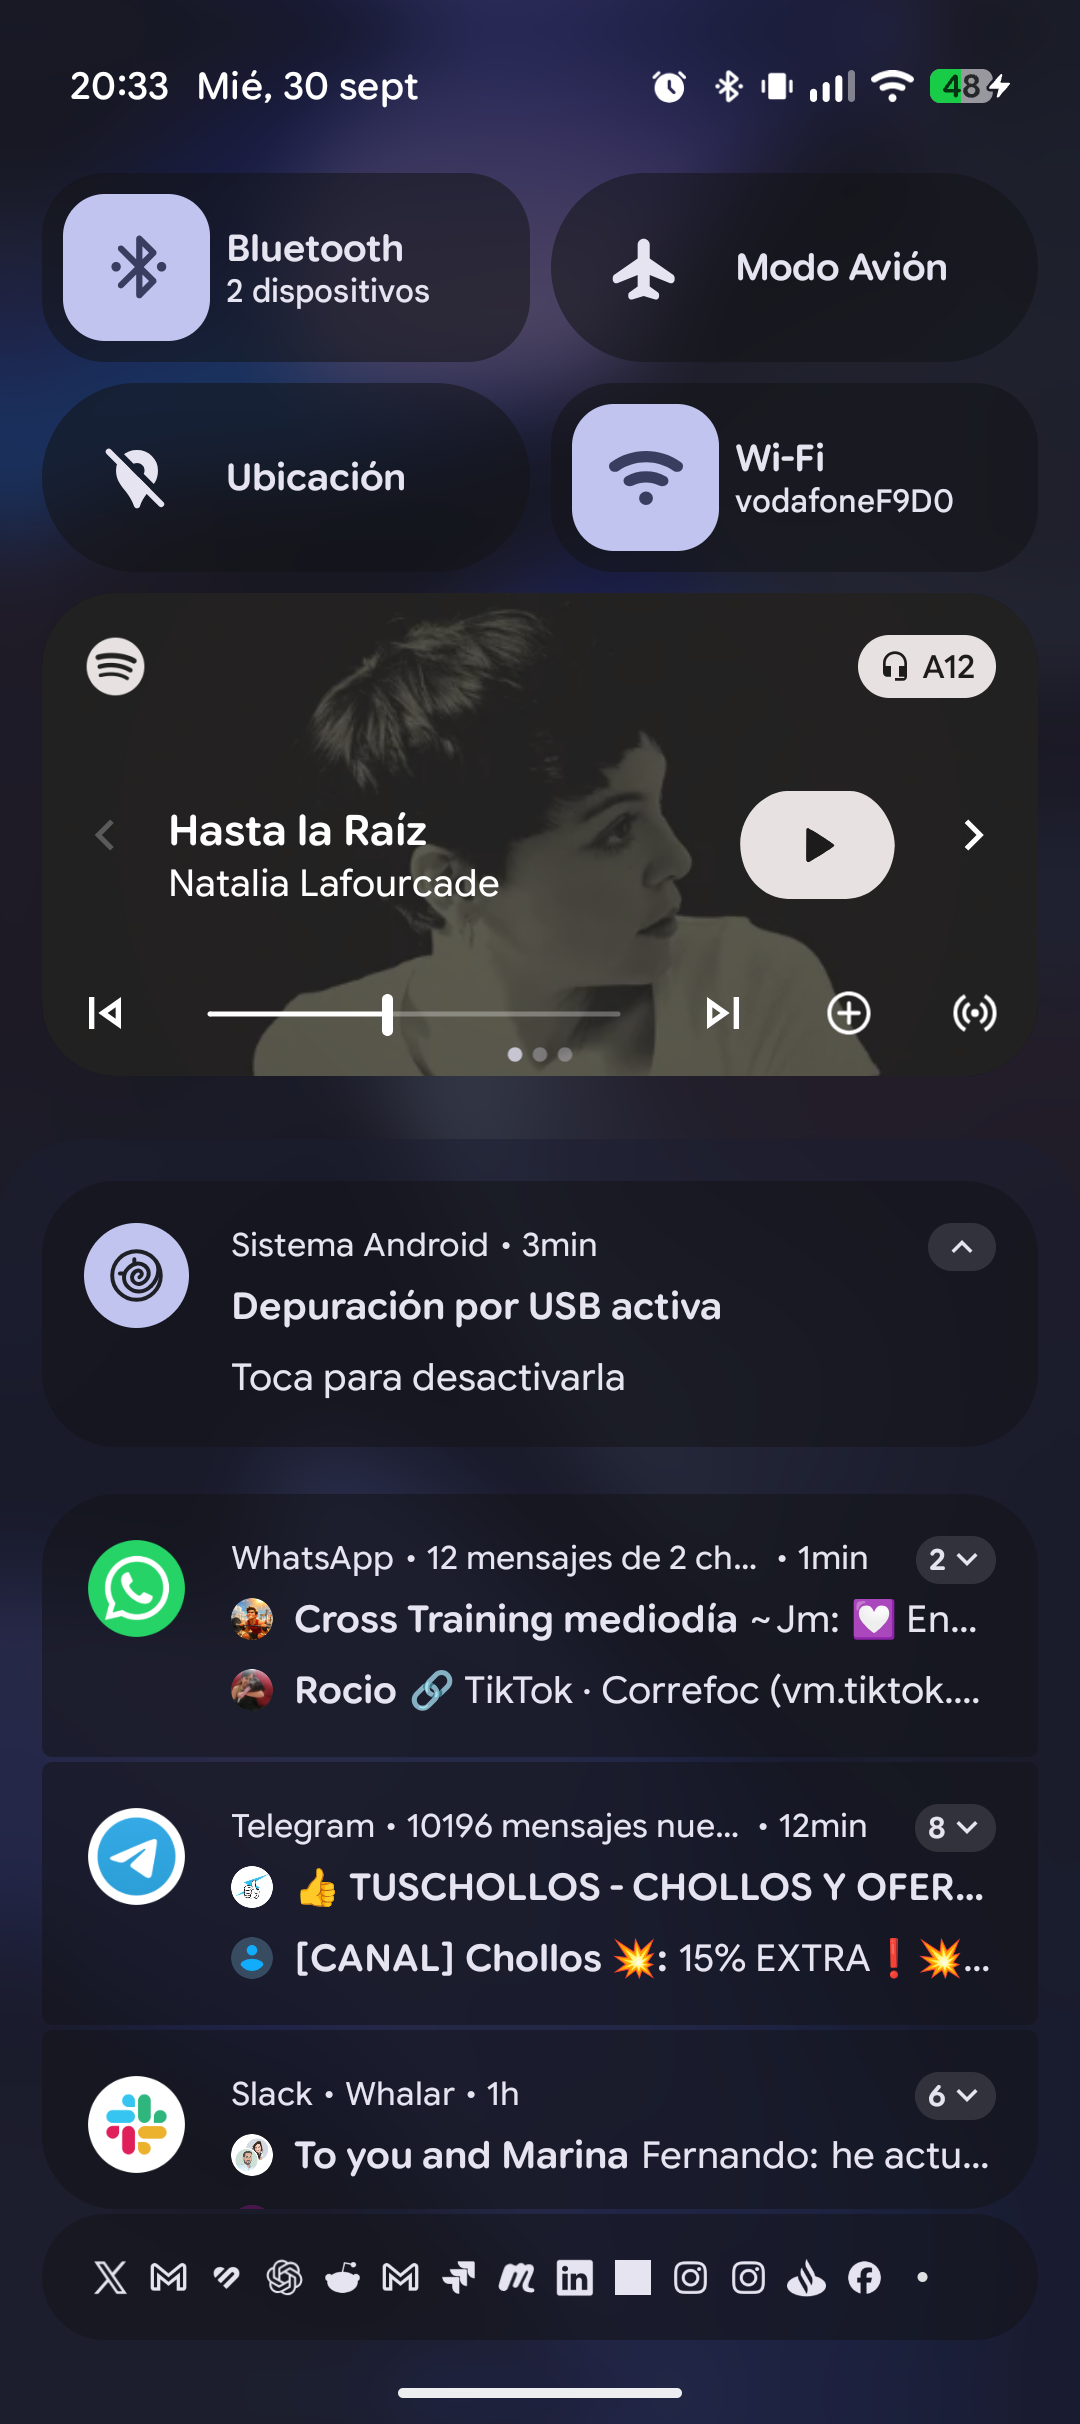 20:33 Mié, 30 sept 48
Bluetooth
2 dispositivos
Modo Avión
Ubicación
Wi-Fi
vodafoneF9D0
A12
Hasta la Raíz
Natalia Lafourcade
Sistema Android • 3min
Depuración por USB activa
Toca para desactivarla
WhatsApp • 12 mensajes de 2 ch... • 1min 2
Cross Training mediodía ~Jm: 💟 En...
Rocio 🔗 TikTok · Correfoc (vm.tiktok....
Telegram • 10196 mensajes nue... • 12min 8
👍 TUSCHOLLOS - CHOLLOS Y OFER...
[CANAL] Chollos 💥: 15% EXTRA❗💥...
Slack • Whalar • 1h 6
To you and Marina Fernando: he actu...